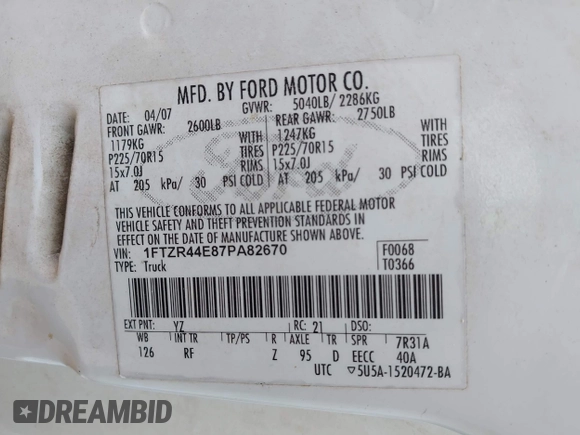 MFD. BY FORD MOTOR CO.
DATE: 04/07 GVWR: 5040LB/ 2286KG
FRONT GAWR: 2600LB REAR GAWR: 2750LB
1179KG WITH 1247KG WITH
P225/70R15 TIRES P225/70R15 TIRES
15x7.0J RIMS 15x7.0J RIMS
AT 205 kPa/ 30 PSI COLD AT 205 kPa/ 30 PSI COLD
THIS VEHICLE CONFORMS TO ALL APPLICABLE FEDERAL MOTOR
VEHICLE SAFETY AND THEFT PREVENTION STANDARDS IN
EFFECT ON THE DATE OF MANUFACTURE SHOWN ABOVE.
VIN: 1FTZR44E87PA82670 F0068
TYPE: Truck T0366
EXT PNT: YZ RC: 21 DSO:
WB INT TR TP/PS R AXLE TR SPR 7R31A
126 RF Z 95 D EECC 40A
UTC ▽5U5A-1520472-BA
DREAMBID